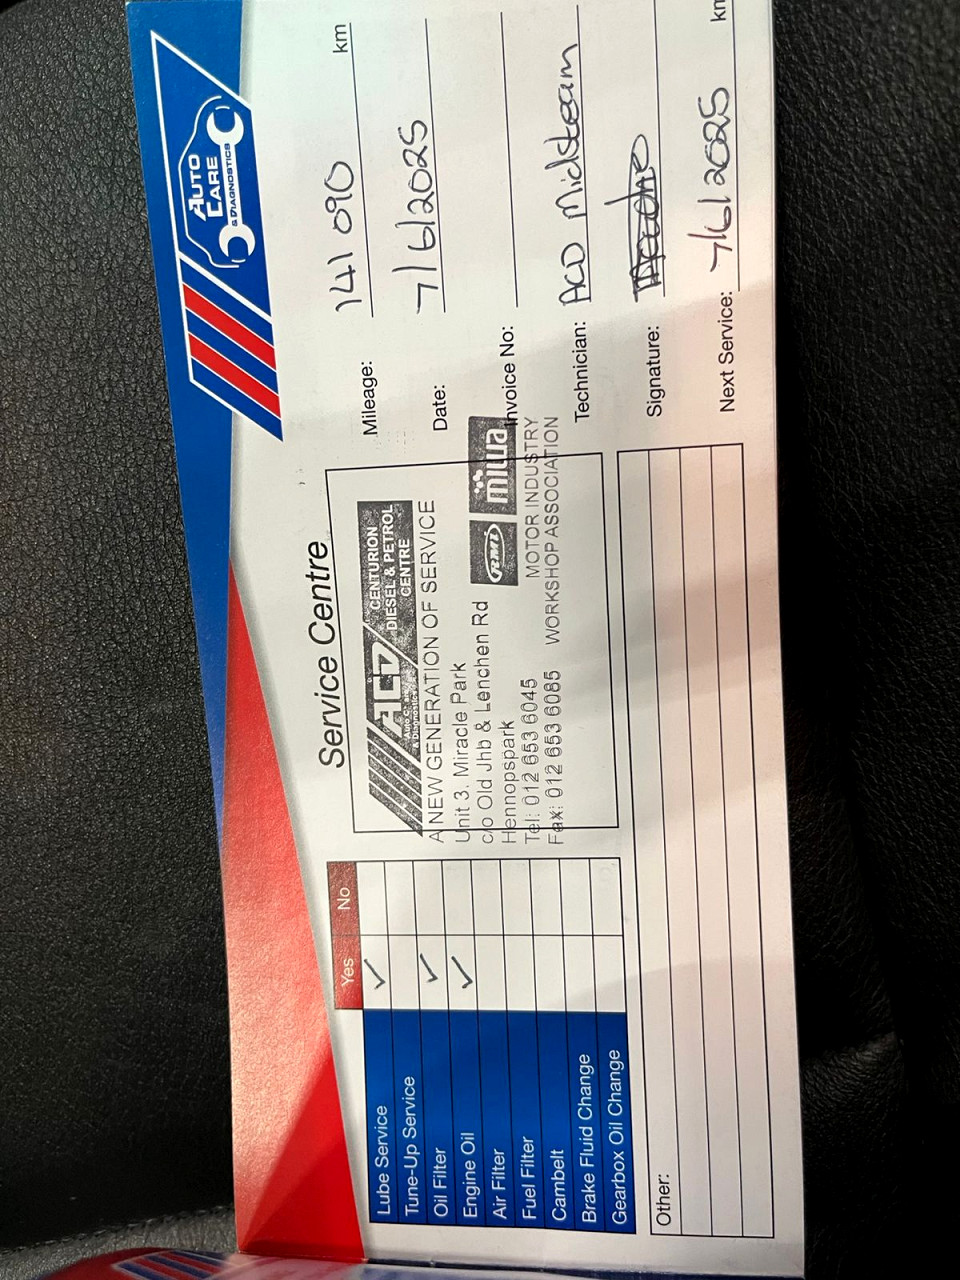 AUTO
CARE
& DIAGNOSTICS
Yes No
Lube Service ✓
Tune-Up Service
Oil Filter ✓
Engine Oil ✓
Air Filter
Fuel Filter
Cambelt
Brake Fluid Change
Gearbox Oil Change
Service Centre
ACD
& Diagnostics
CENTURION
DIESEL & PETROL
CENTRE
A NEW GENERATION OF SERVICE
Unit 3, Miracle Park
c/o Old Jhb & Lenchen Rd
Hennopspark
Tel: 012 653 6045
Fax: 012 653 6085
RMI miwa
MOTOR INDUSTRY
WORKSHOP ASSOCIATION
Mileage: 141 090 km
Date: 7/6/2025
Invoice No:
Technician: ACD Midsteam
Signature:
Next Service: 7/6/2025 km
Other: